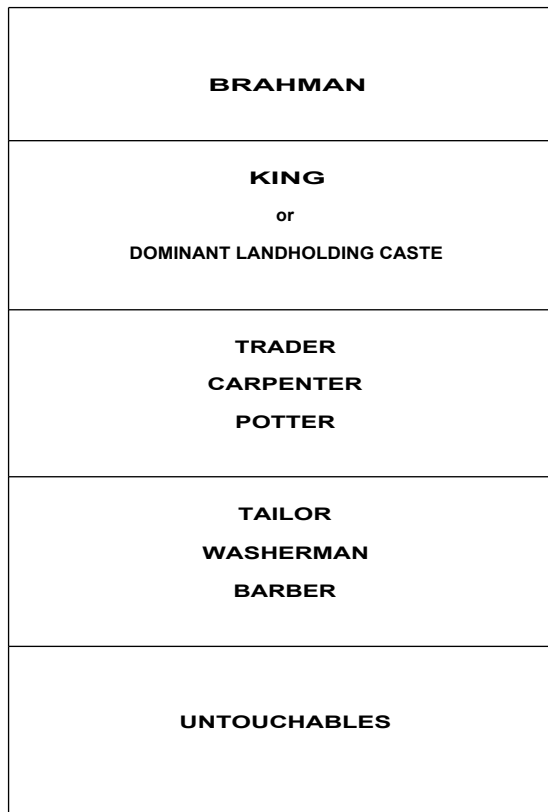 BRAHMAN
KING
or
DOMINANT LANDHOLDING CASTE
TRADER
CARPENTER
POTTER
TAILOR
WASHERMAN
BARBER
UNTOUCHABLES